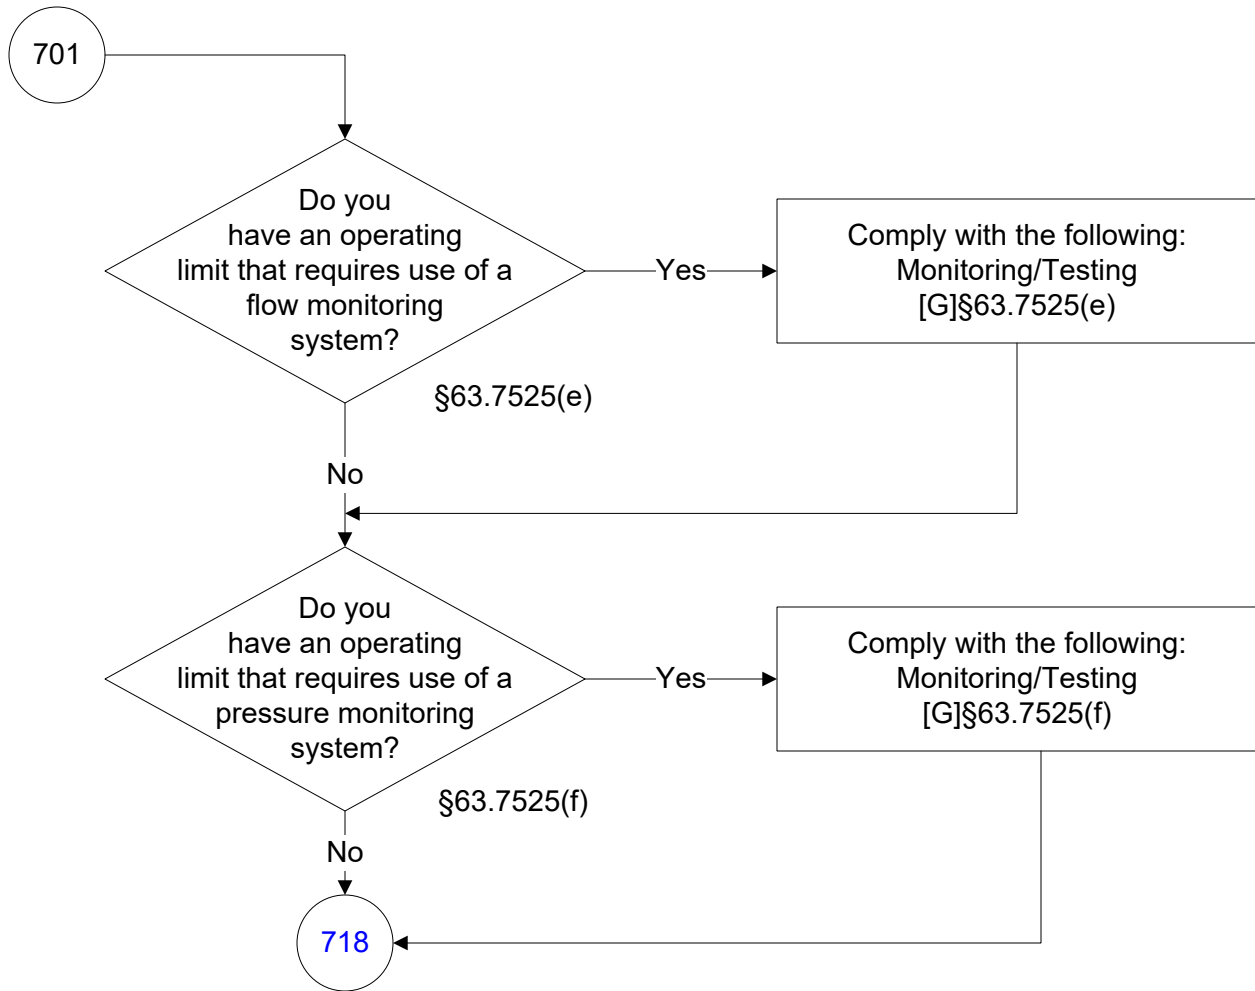 701
Do you
have an operating
limit that requires use of a
flow monitoring
system?
Yes
Comply with the following:
Monitoring/Testing
[G]§63.7525(e)
§63.7525(e)
No
Do you
have an operating
limit that requires use of a
pressure monitoring
system?
Yes
Comply with the following:
Monitoring/Testing
[G]§63.7525(f)
§63.7525(f)
No
718